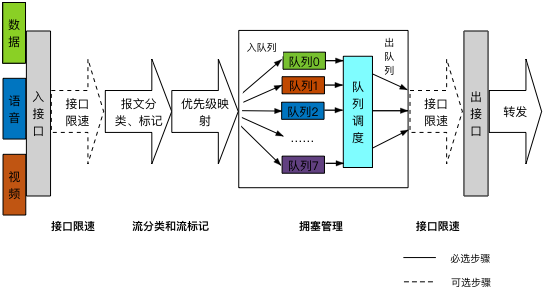 数据
语音
视频
入接口
接口
限速
报文分
类、标记
优先级映
射
入队列
队列0
队列1
队列2
......
队列7
队列调度
出队列
接口
限速
出接口
转发
接口限速
流分类和流标记
拥塞管理
接口限速
必选步骤
可选步骤